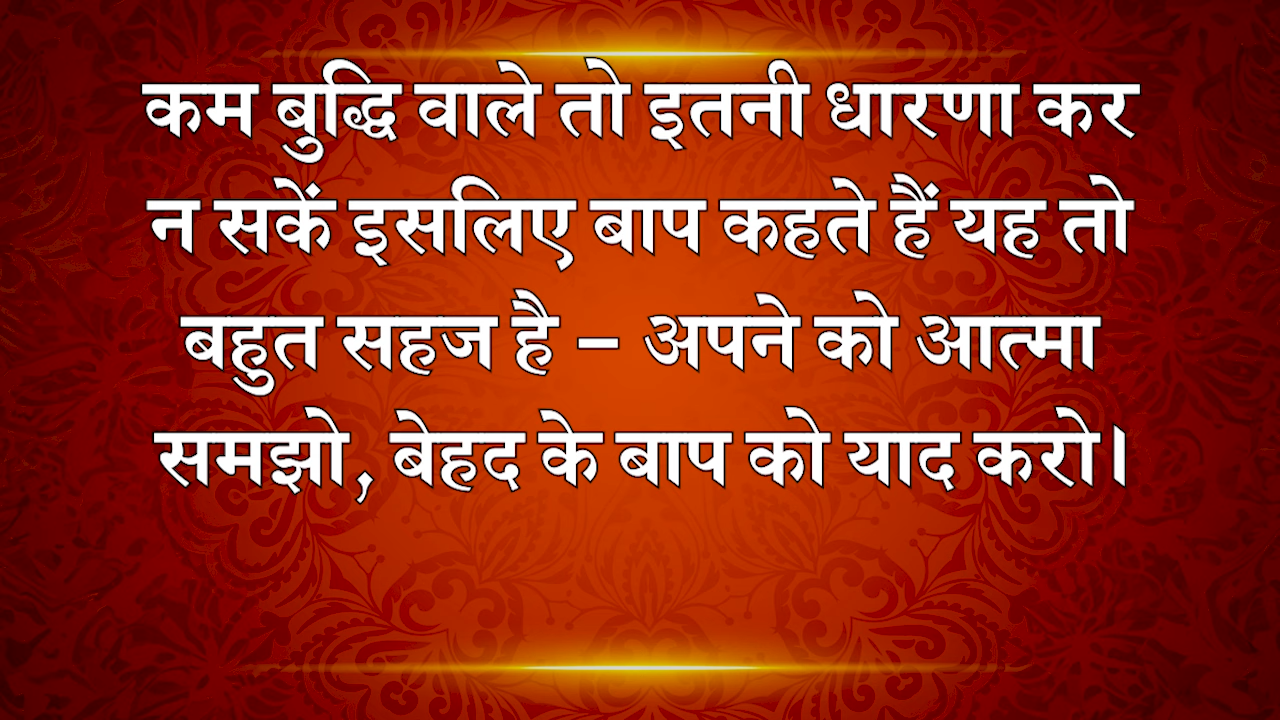 कम बुद्धि वाले तो इतनी धारणा कर
न सकें इसलिए बाप कहते हैं यह तो
बहुत सहज है – अपने को आत्मा
समझो, बेहद के बाप को याद करो।